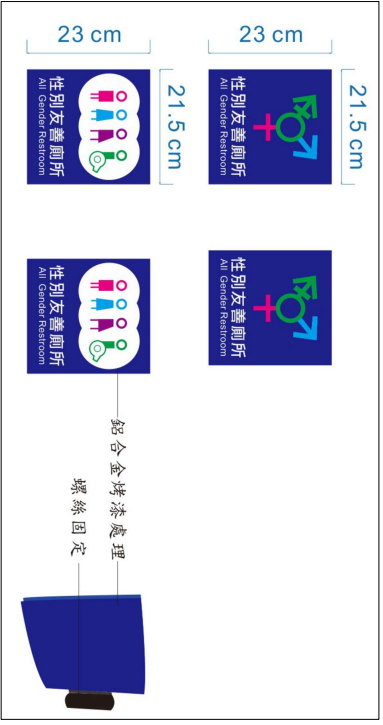 23 cm
23 cm
性別友善廁所
All Gender Restroom
21.5 cm
性別友善廁所
All Gender Restroom
21.5 cm
性別友善廁所
All Gender Restroom
性別友善廁所
All Gender Restroom
鋁合金烤漆處理
螺絲固定